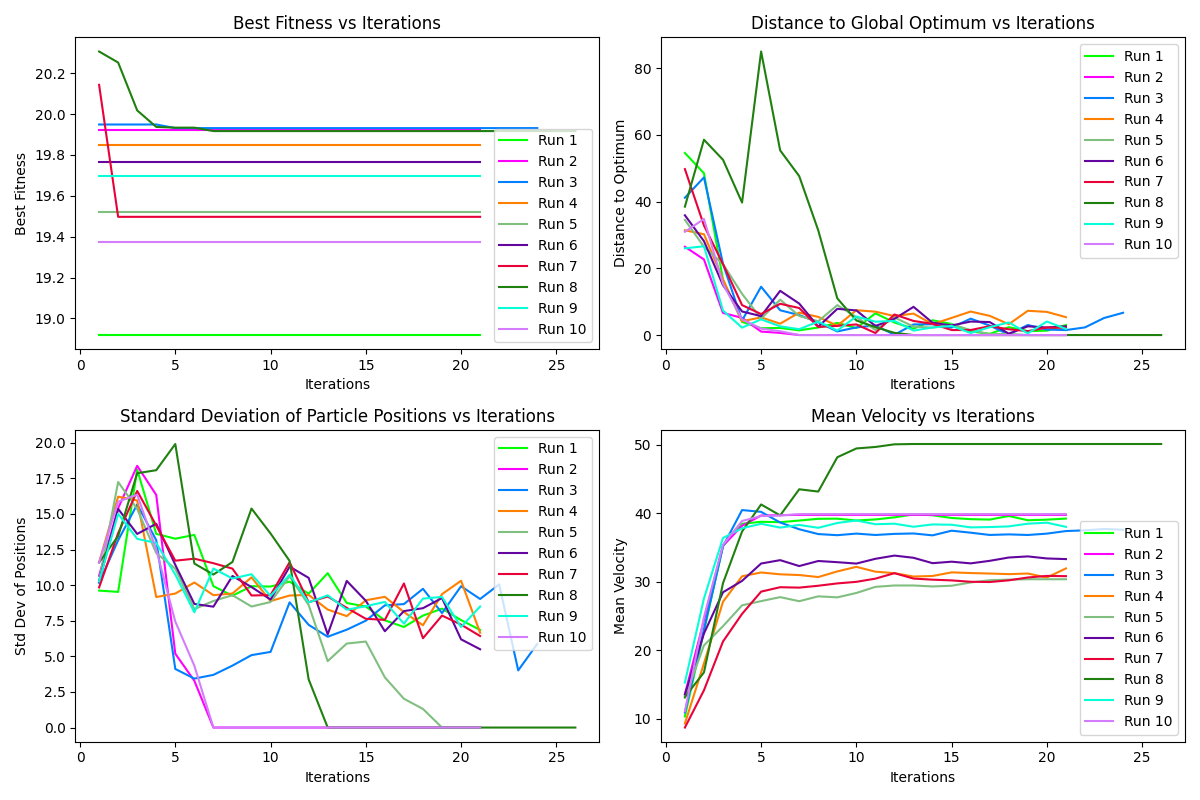 Best Fitness vs Iterations
Best Fitness
20.2
20.0
19.8
19.6
19.4
19.2
19.0
0 5 10 15 20 25
Iterations
Run 1
Run 2
Run 3
Run 4
Run 5
Run 6
Run 7
Run 8
Run 9
Run 10
Distance to Global Optimum vs Iterations
Distance to Optimum
80
60
40
20
0
0 5 10 15 20 25
Iterations
Run 1
Run 2
Run 3
Run 4
Run 5
Run 6
Run 7
Run 8
Run 9
Run 10
Standard Deviation of Particle Positions vs Iterations
Std Dev of Positions
20.0
17.5
15.0
12.5
10.0
7.5
5.0
2.5
0.0
0 5 10 15 20 25
Iterations
Run 1
Run 2
Run 3
Run 4
Run 5
Run 6
Run 7
Run 8
Run 9
Run 10
Mean Velocity vs Iterations
Mean Velocity
50
40
30
20
10
0 5 10 15 20 25
Iterations
Run 1
Run 2
Run 3
Run 4
Run 5
Run 6
Run 7
Run 8
Run 9
Run 10